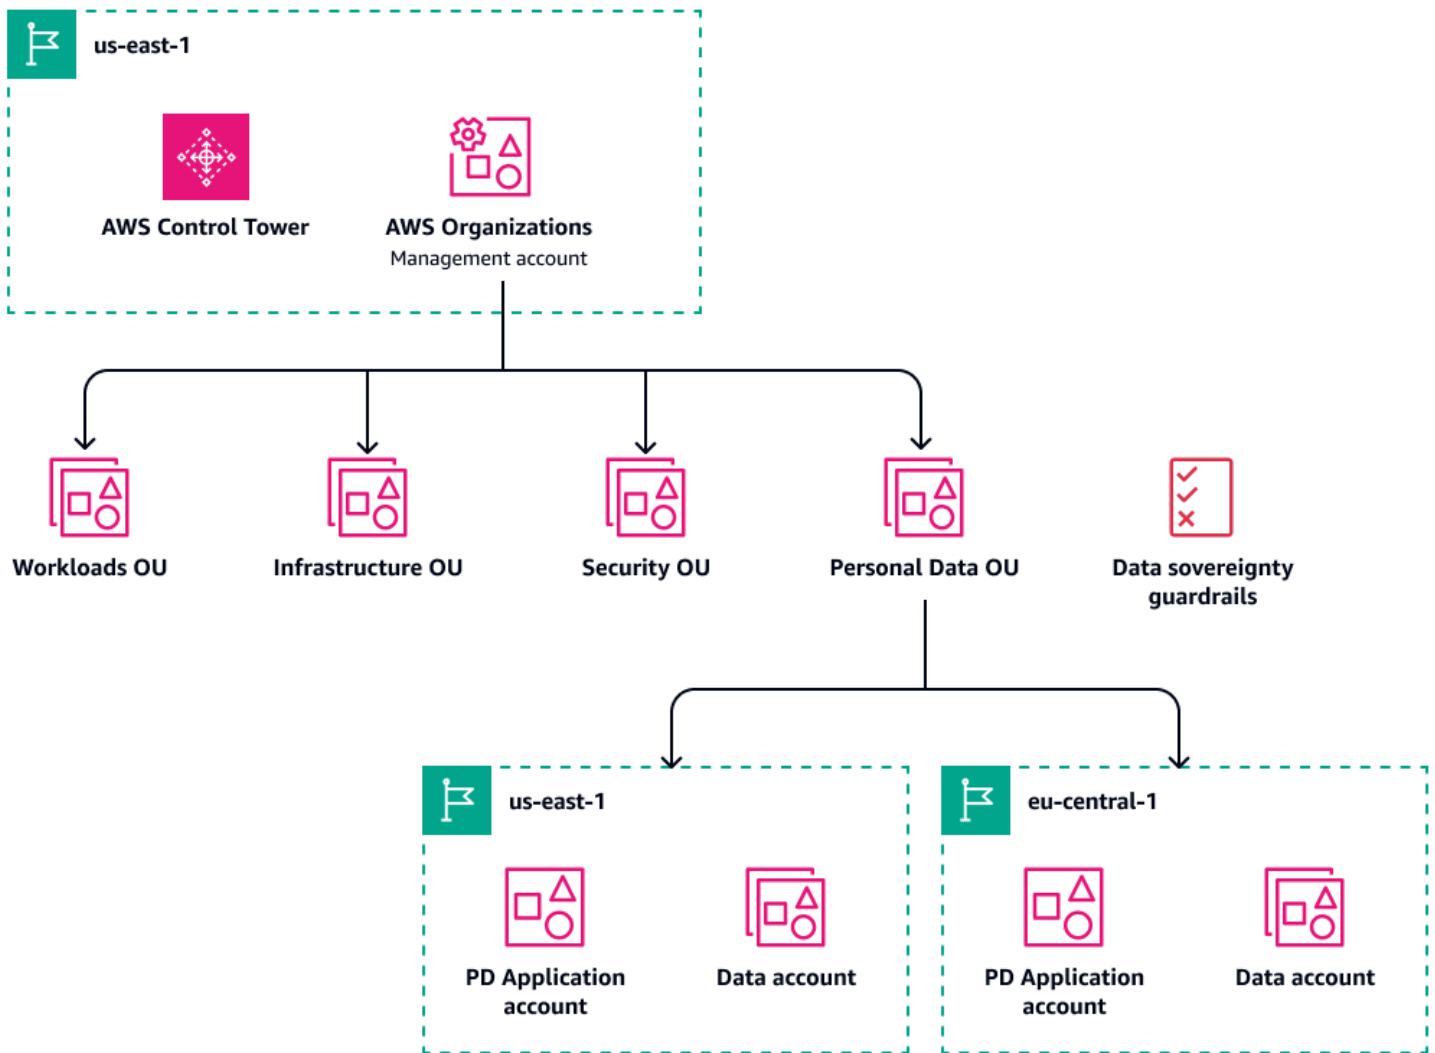 us-east-1
AWS Control Tower
AWS Organizations
Management account
Workloads OU
Infrastructure OU
Security OU
Personal Data OU
Data sovereignty
guardrails
us-east-1
PD Application
account
Data account
eu-central-1
PD Application
account
Data account